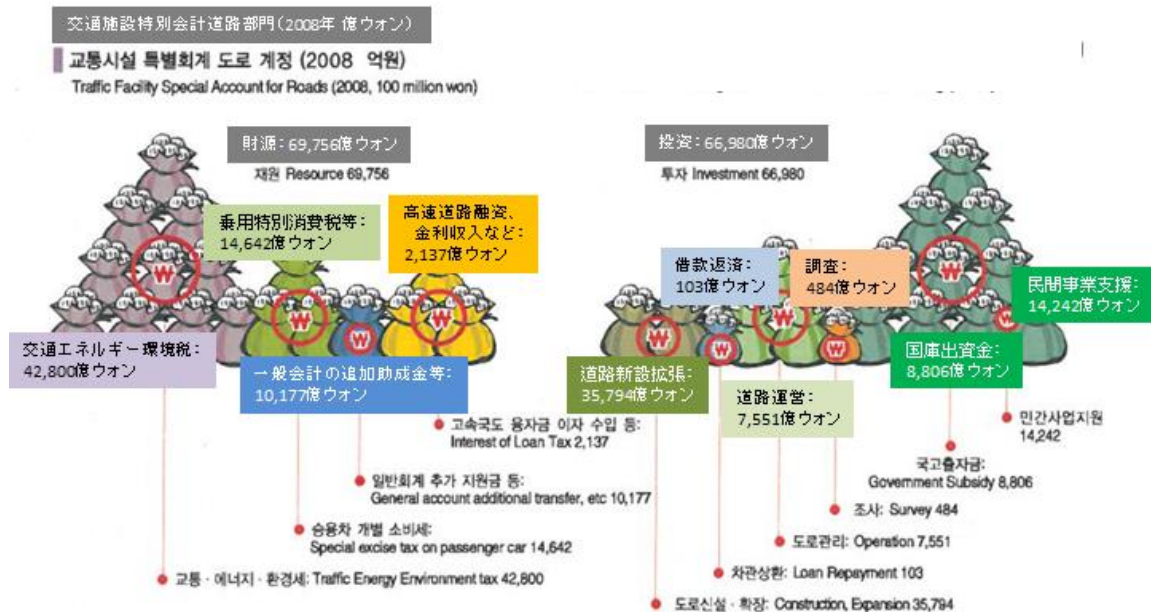 交通施設特別会計道路部門(2008年 億ウォン)
교통시설 특별회계 도로 계정 (2008 억원)
Traffic Facility Special Account for Roads (2008, 100 million won)
財源:69,756億ウォン
재원 Resource 69,756
乗用特別消費税等:
14,642億ウォン
高速道路融資、
金利収入など:
2,137億ウォン
交通エネルギー環境税:
42,800億ウォン
一般会計の追加助成金等:
10,177億ウォン
고속국도 융자금 이자 수입 등:
Interest of Loan Tax 2,137
일반회계 추가 지원금 등:
General account additional transfer, etc 10,177
승용차 개별 소비세:
Special excise tax on passenger car 14,642
교통·에너지·환경세: Traffic Energy Environment tax 42,800
投資:66,980億ウォン
투자 Investment 66,980
借款返済:
103億ウォン
調査:
484億ウォン
民間事業支援:
14,242億ウォン
国庫出資金:
8,806億ウォン
道路新設拡張:
35,794億ウォン
道路運営:
7,551億ウォン
민간사업지원
14,242
국고출자금:
Government Subsidy 8,806
조사: Survey 484
도로관리: Operation 7,551
차관상환: Loan Repayment 103
도로신설·확장: Construction, Expansion 35,794